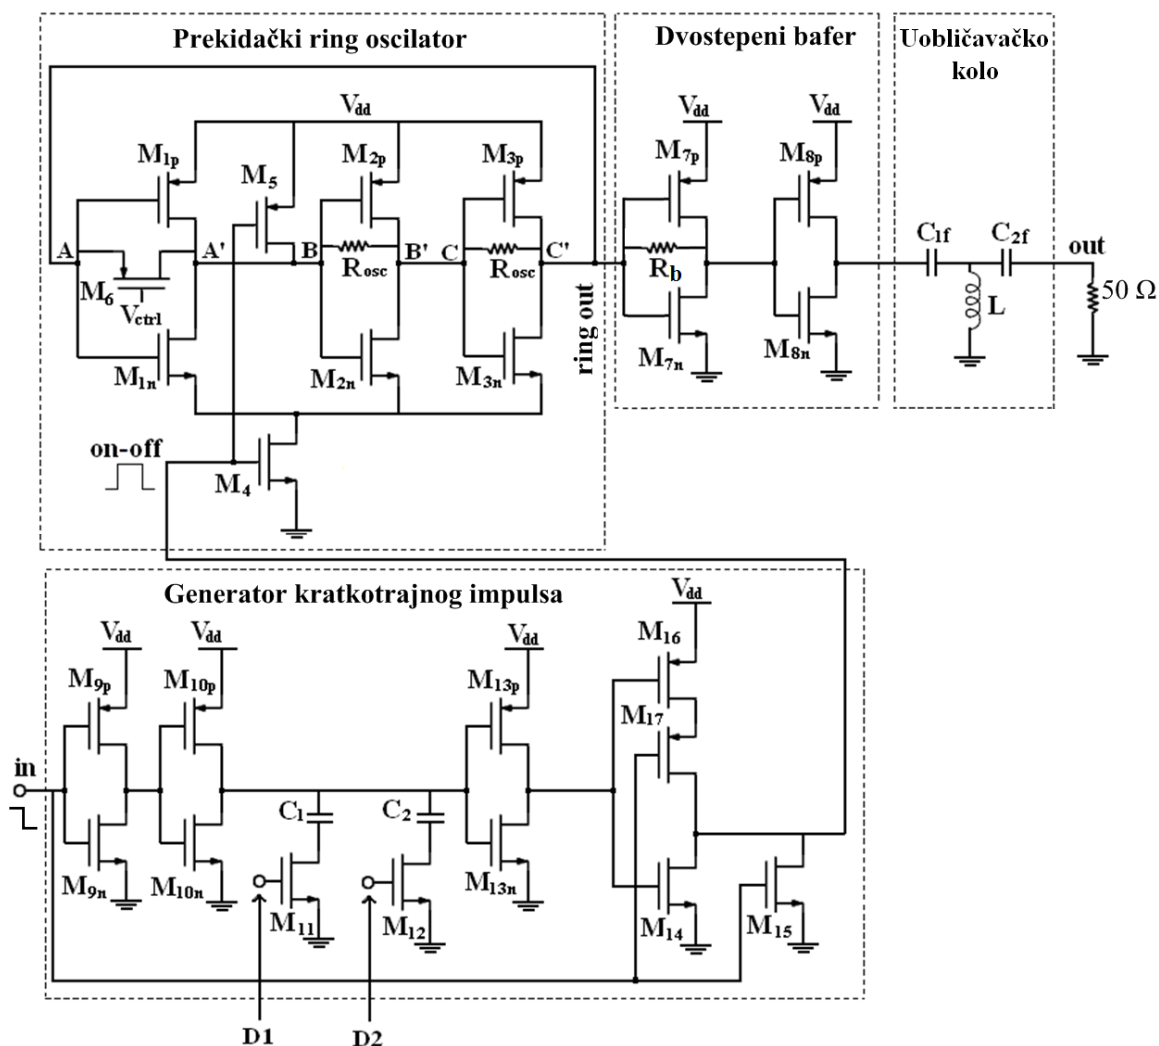 Prekidački ring oscilator
Dvostepeni bafer
Uobličavačko
kolo
Vdd
Vdd
Vdd
M1p
M5
M2p
M3p
M7p
M8p
A
A'
B
B'
C
C'
Rosc
Rosc
Rb
C1f
C2f
out
M6
Vctrl
L
50 Ω
ring out
M1n
M2n
M3n
M7n
M8n
on-off
M4
Generator kratkotrajnog impulsa
Vdd
Vdd
Vdd
Vdd
M16
M9p
M10p
M13p
M17
in
C1
C2
M9n
M10n
M11
M12
M13n
M14
M15
D1
D2